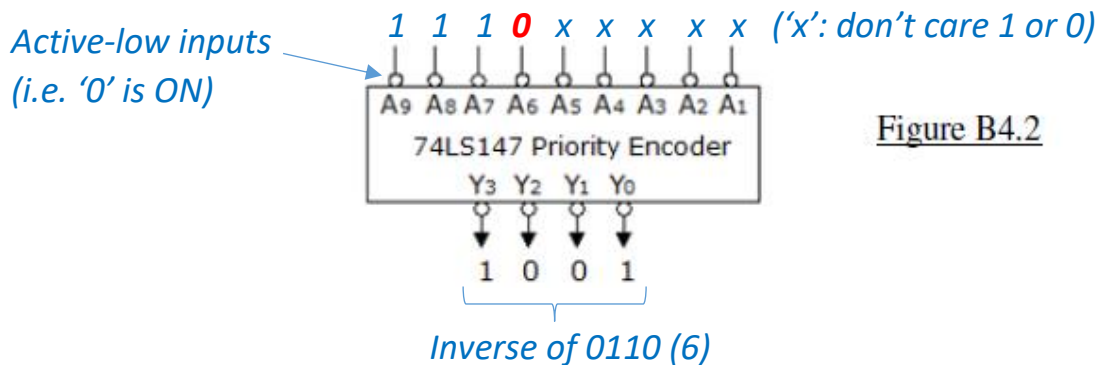 1 1 1 0 x x x x x ('x': don't care 1 or 0)
Active-low inputs
(i.e. '0' is ON)
A9 A8 A7 A6 A5 A4 A3 A2 A1
74LS147 Priority Encoder
Figure B4.2
Y3 Y2 Y1 Y0
1 0 0 1
Inverse of 0110 (6)